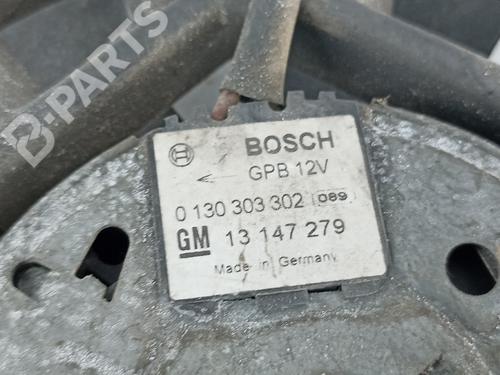 B-PARTS
BOSCH
GPB 12V
0 130 303 302 089
GM 13 147 279
Made in Germany